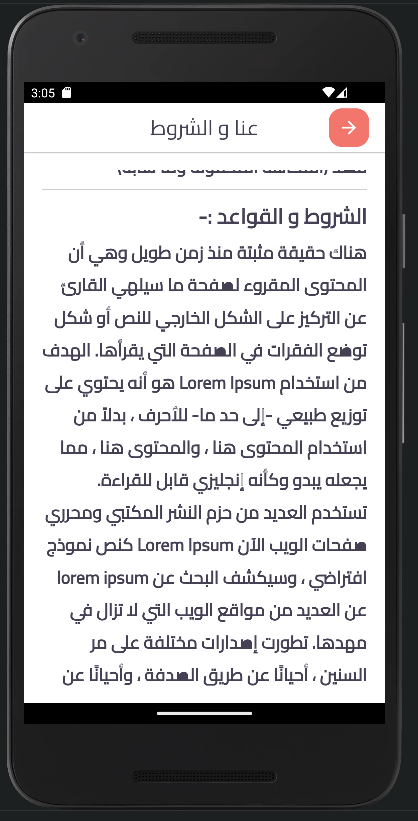 3:05
عنا و الشروط
الشروط و القواعد :-
هناك حقيقة مثبتة منذ زمن طويل وهي أن
المحتوى المقروء لصفحة ما سيلهي القارئ
عن التركيز على الشكل الخارجي للنص أو شكل
توضع الفقرات في الصفحة التي يقرأها. الهدف
من استخدام Lorem Ipsum هو أنه يحتوي على
توزيع طبيعي -إلى حد ما- للأحرف ، بدلاً من
استخدام المحتوى هنا ، والمحتوى هنا ، مما
يجعله يبدو وكأنه إنجليزي قابل للقراءة.
تستخدم العديد من حزم النشر المكتبي ومحرري
صفحات الويب الآن Lorem Ipsum كنص نموذج
افتراضي ، وسيكشف البحث عن lorem ipsum
عن العديد من مواقع الويب التي لا تزال في
مهدها. تطورت إصدارات مختلفة على مر
السنين ، أحيانًا عن طريق الصدفة ، وأحيانًا عن